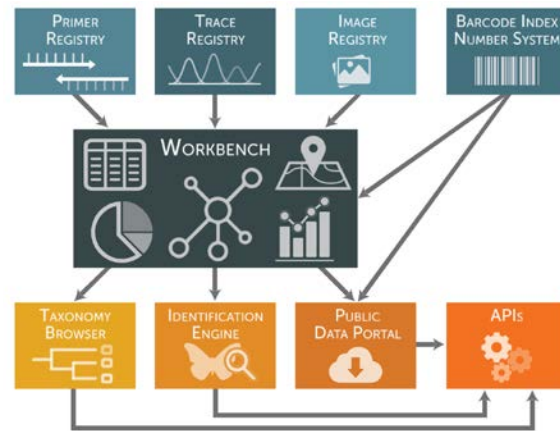 Primer
Registry
Trace
Registry
Image
Registry
Barcode Index
Number System
Workbench
Taxonomy
Browser
Identification
Engine
Public
Data Portal
APIs